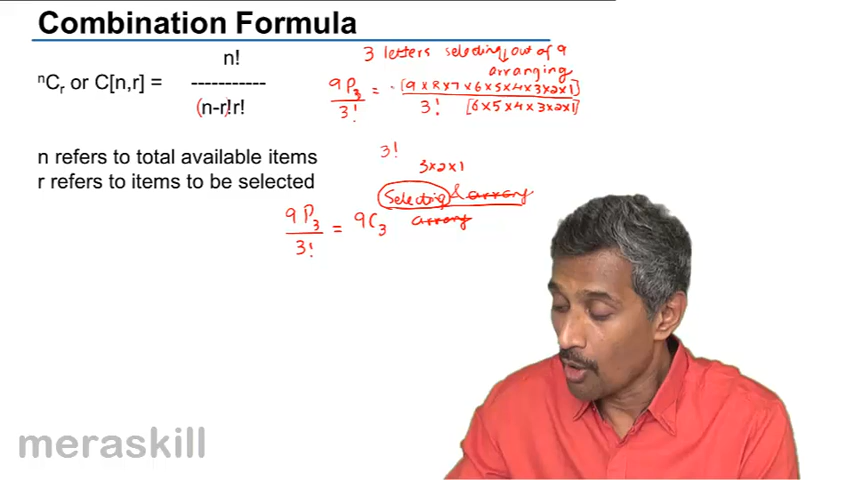 Combination Formula
n!
ⁿCᵣ or C[n,r] = -----------
(n-r)!r!
3 letters selecting out of 9
arranging
9P₃ = [9×8×7×6×5×4×3×2×1]
3! 3! [6×5×4×3×2×1]
n refers to total available items
r refers to items to be selected
3!
3×2×1
Selecting & array
array
9P₃ = 9C₃
3!
meraskill